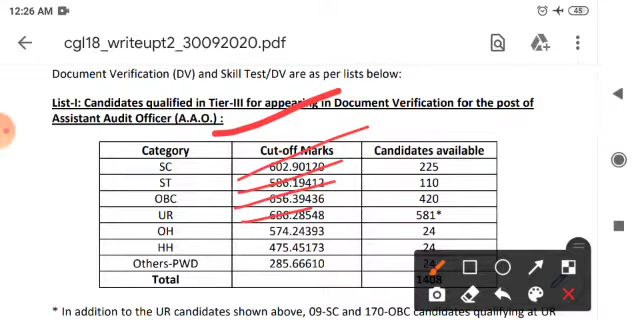 12:26 AM 45
cgl18_writeupt2_30092020.pdf
Document Verification (DV) and Skill Test/DV are as per lists below:
List-I: Candidates qualified in Tier-III for appearing in Document Verification for the post of
Assistant Audit Officer (A.A.O.) :
Category Cut-off Marks Candidates available
SC 602.90120 225
ST 586.19412 110
OBC 656.39436 420
UR 686.28548 581*
OH 574.24393 24
HH 475.45173 24
Others-PWD 285.66610 24
Total 1408
* In addition to the UR candidates shown above, 09-SC and 170-OBC candidates qualifying at UR